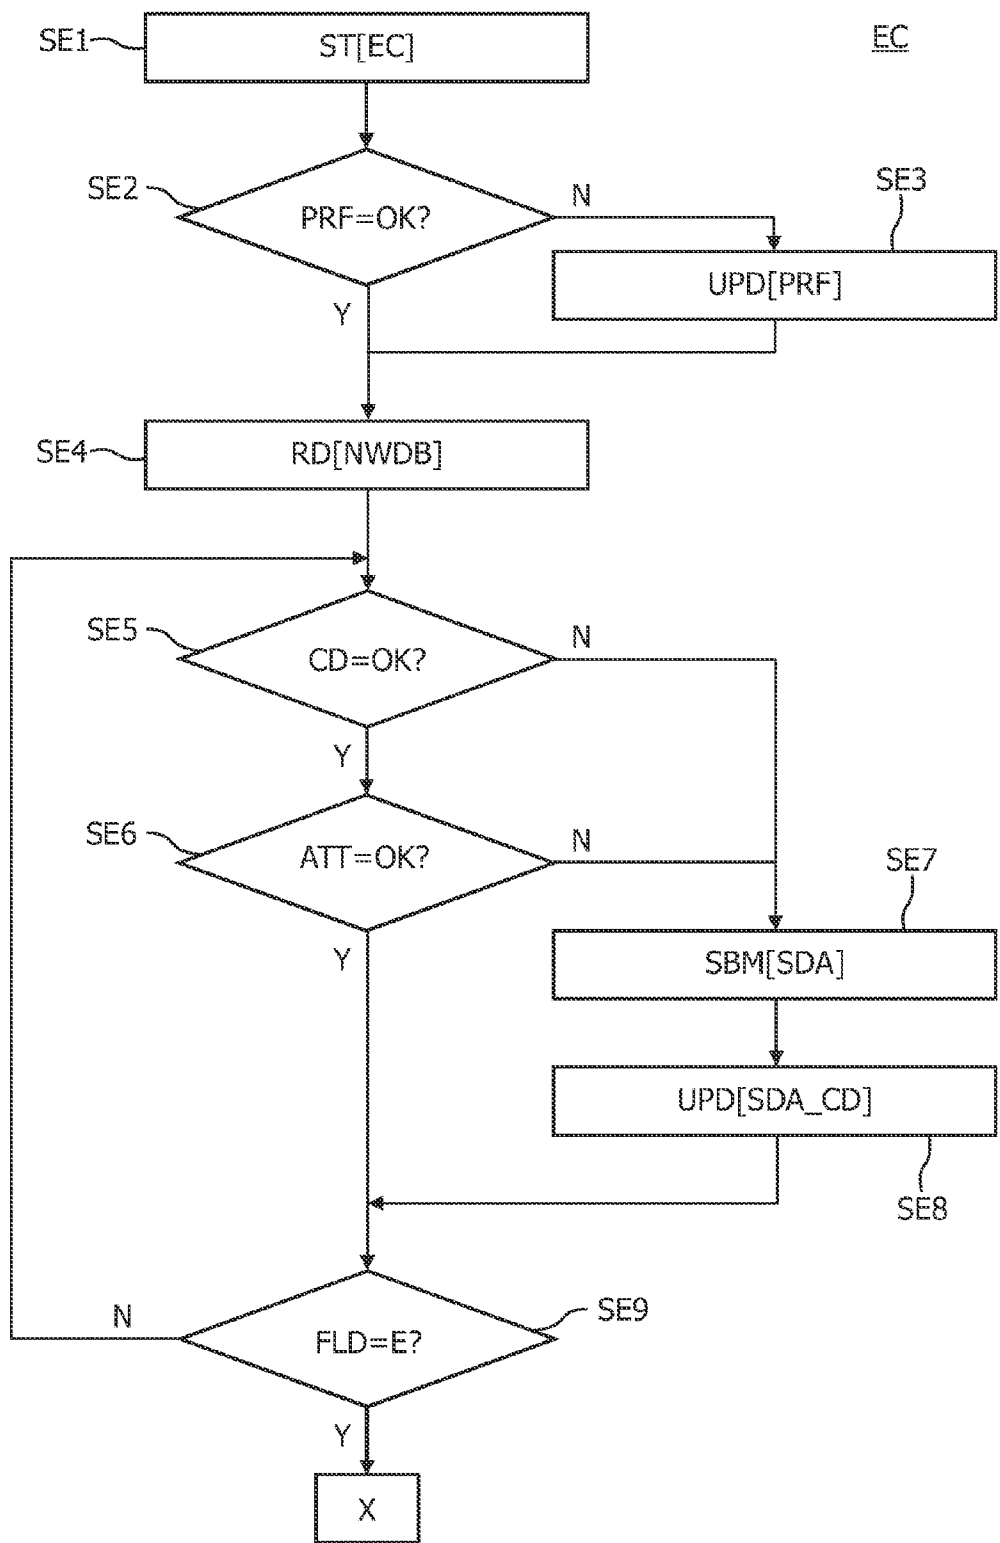 SE1
ST[EC]
EC
SE2
PRF=OK?
N
SE3
UPD[PRF]
Y
SE4
RD[NWDB]
SE5
CD=OK?
N
Y
SE6
ATT=OK?
N
SE7
SBM[SDA]
Y
UPD[SDA_CD]
SE8
SE9
N
FLD=E?
Y
X